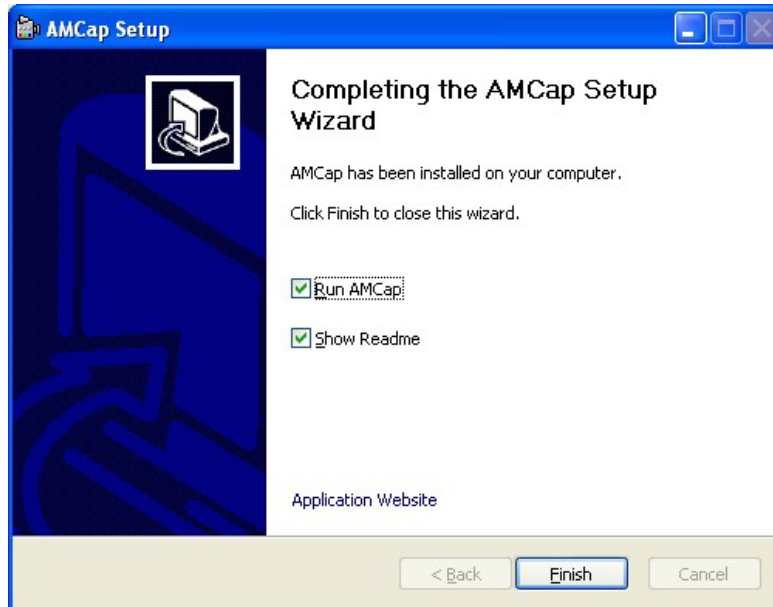 AMCap Setup
Completing the AMCap Setup
Wizard
AMCap has been installed on your computer.
Click Finish to close this wizard.
Run AMCap
Show Readme
Application Website
< Back Finish Cancel